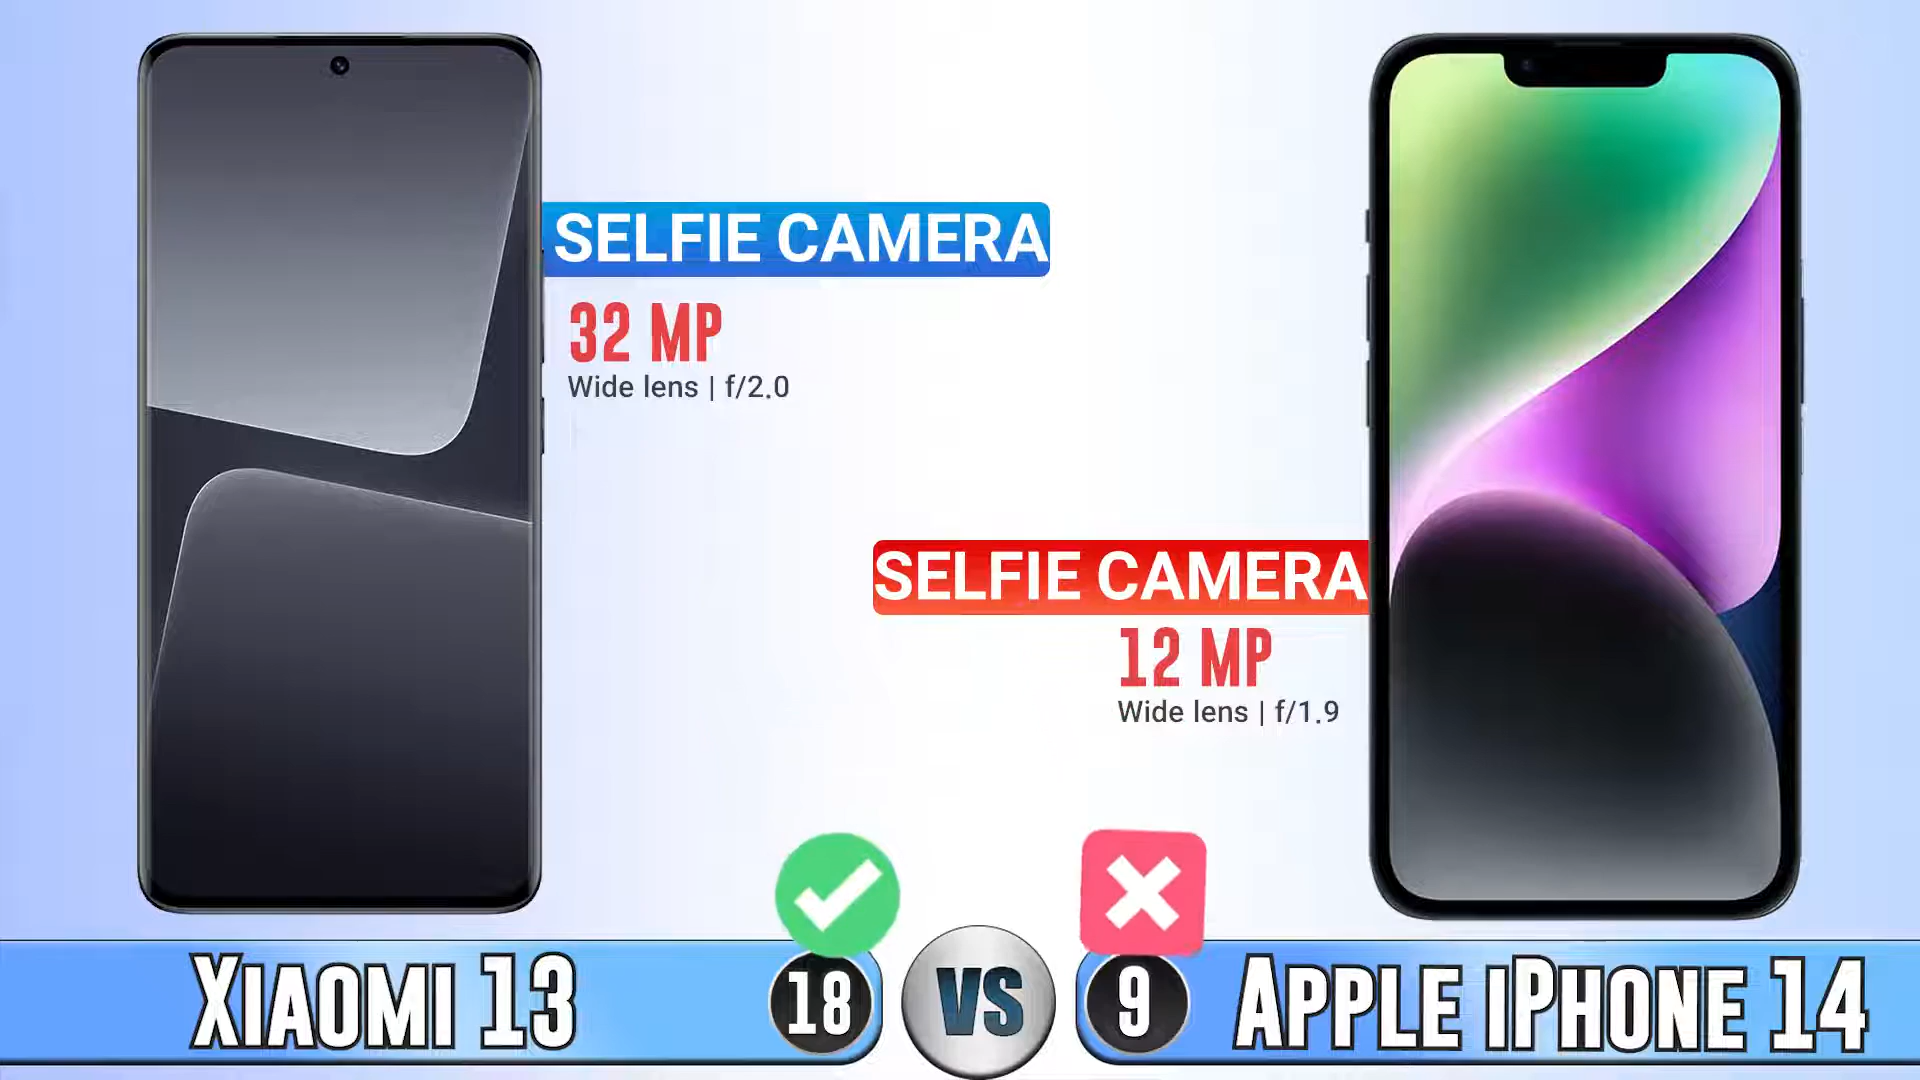 SELFIE CAMERA
32 MP
Wide lens | f/2.0
SELFIE CAMERA
12 MP
Wide lens | f/1.9
XIAOMI 13
18
VS
9
APPLE IPHONE 14